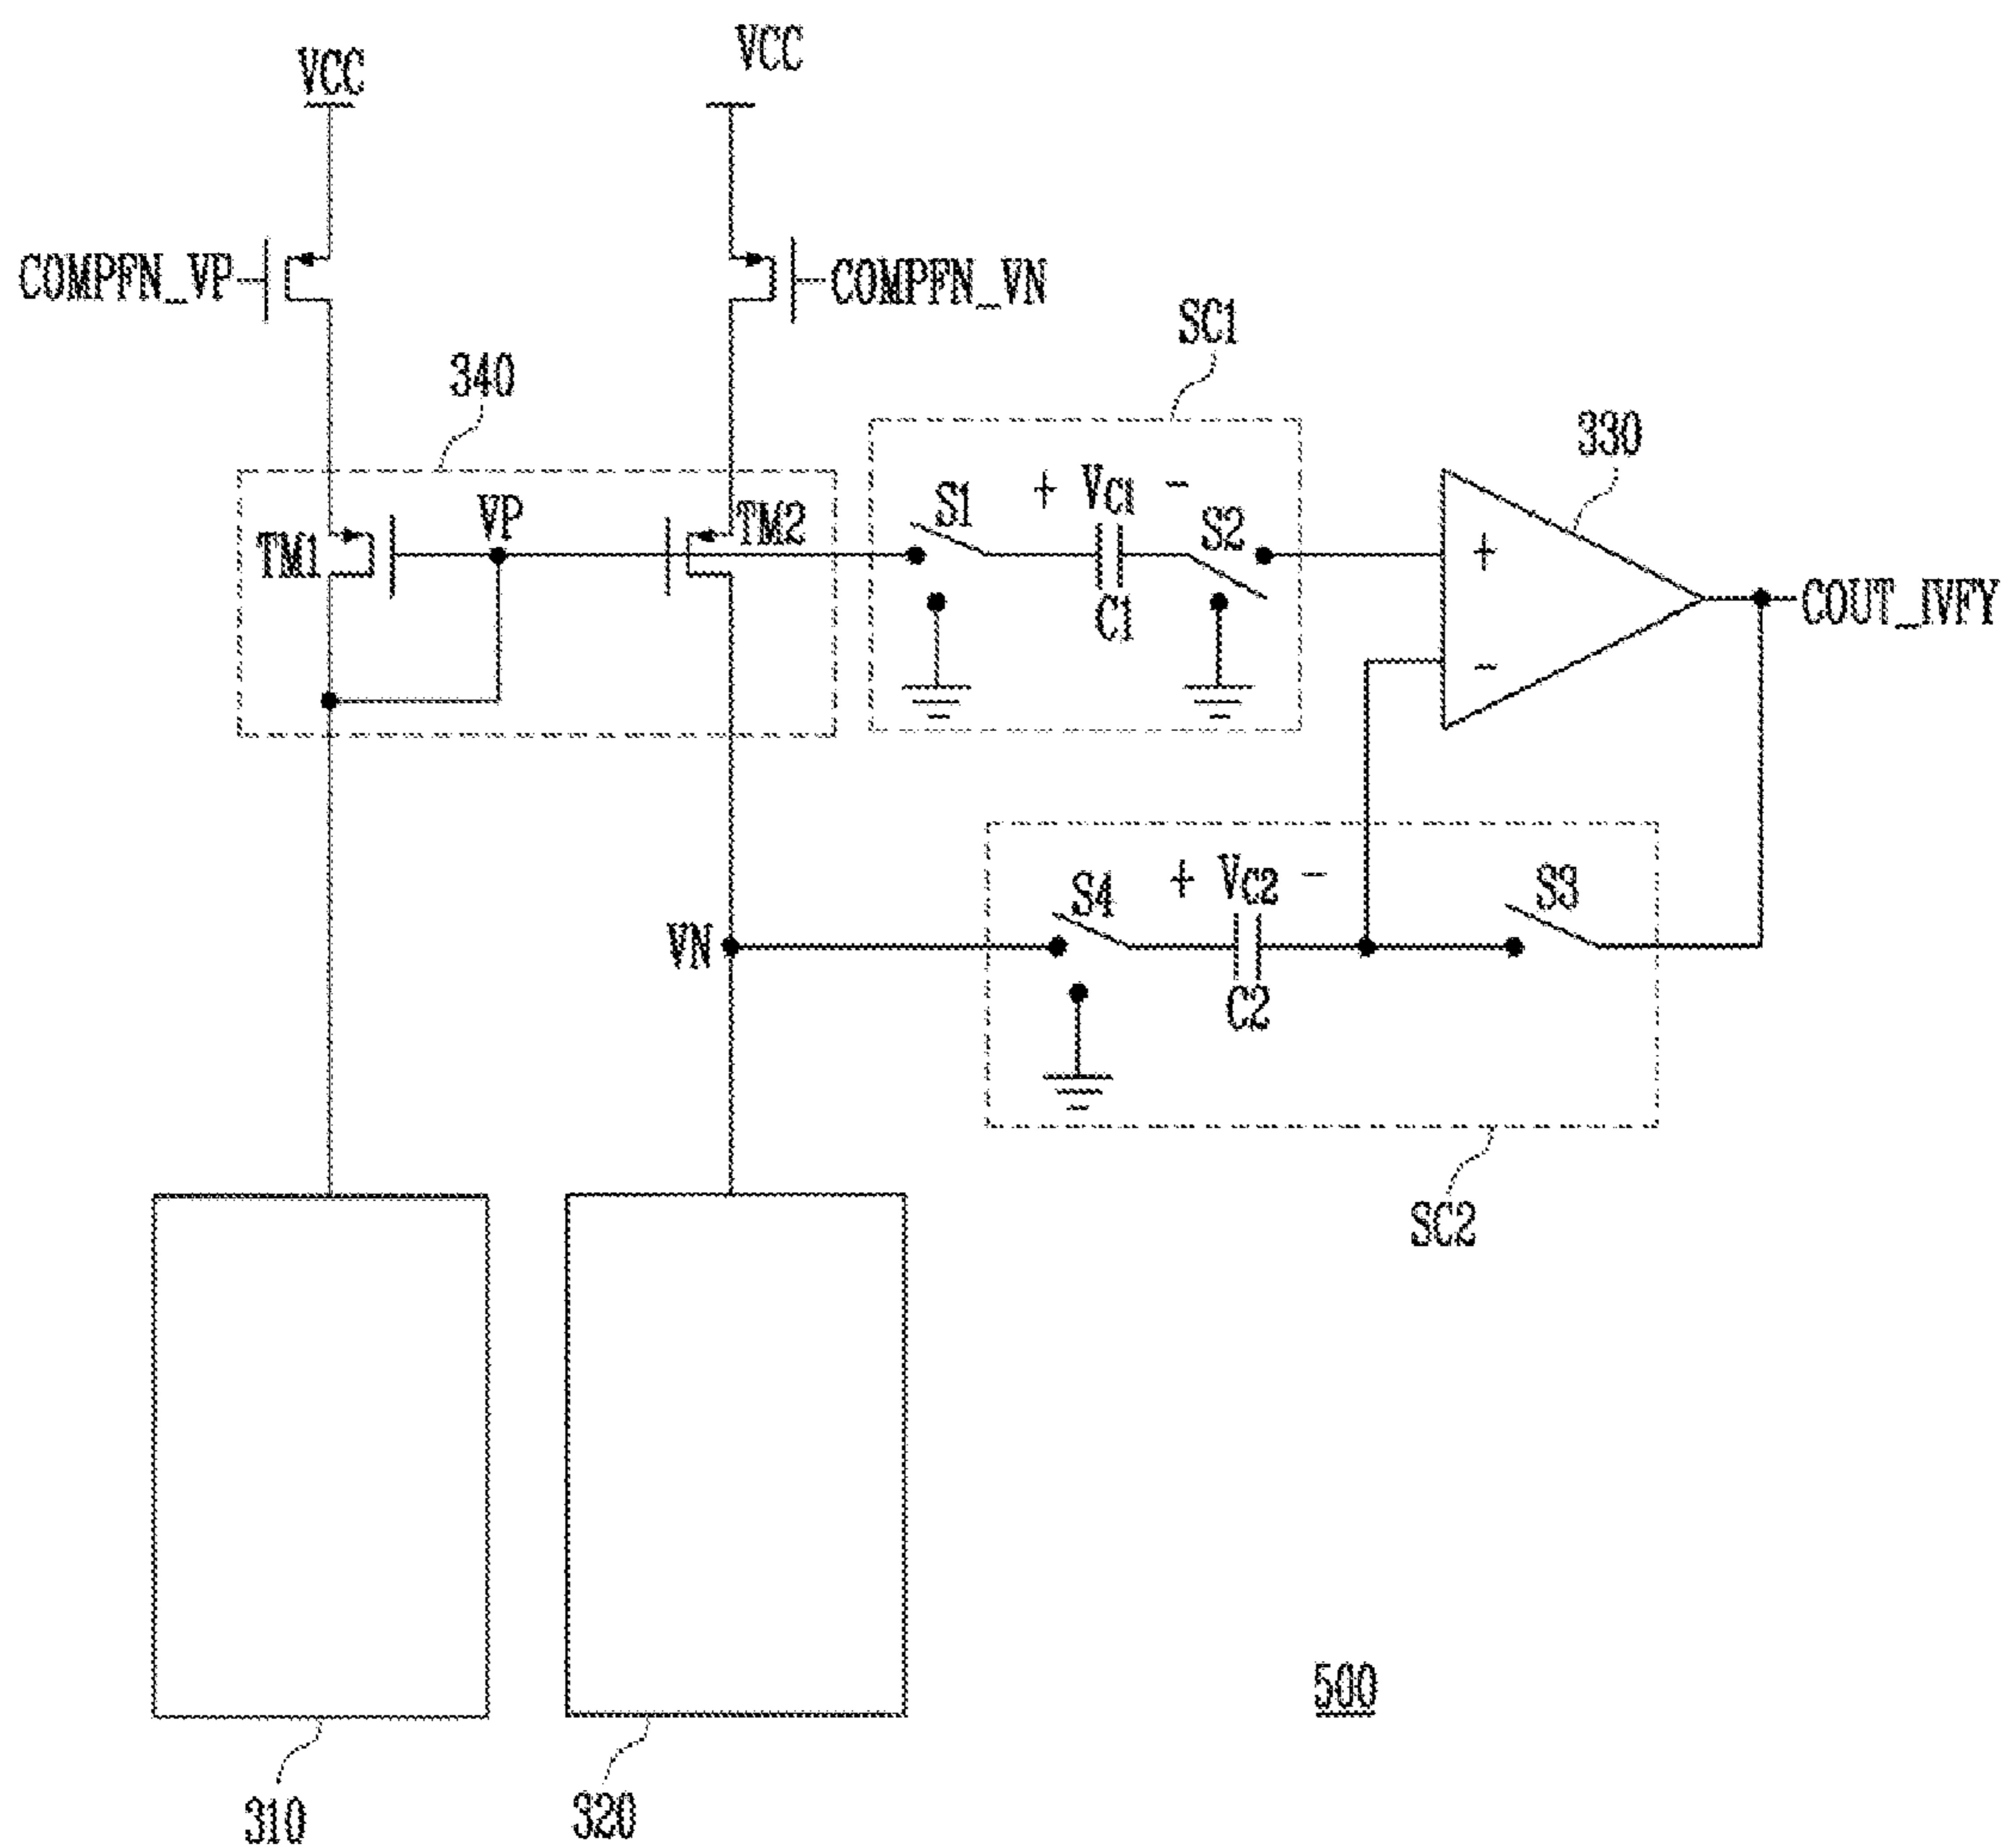 VCC
VCC
COMPFN_VP
COMPFN_VN
SC1
340
330
+ VC1 -
S1
VP
TM2
S2
TM1
+
C1
COUT_IVFY
-
+ VC2 -
S4
S3
VN
C2
SC2
500
310
320